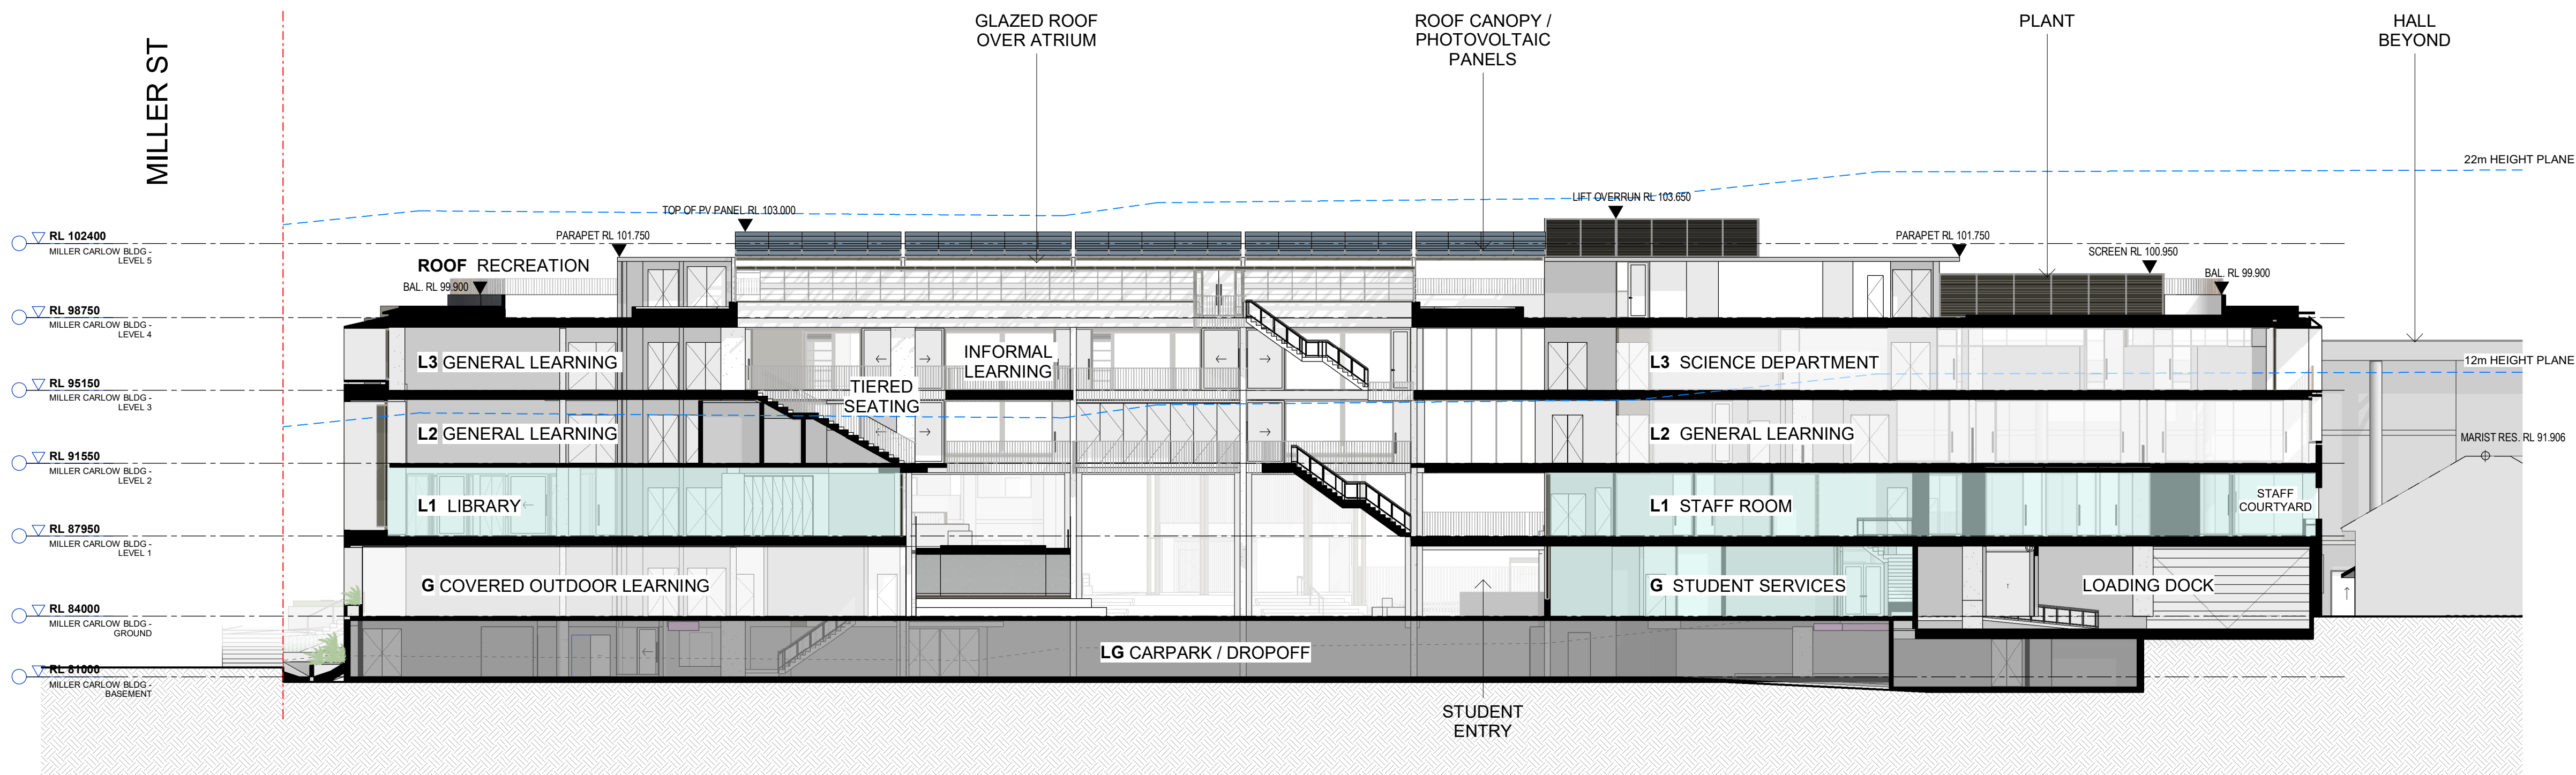 MILLER ST
GLAZED ROOF
OVER ATRIUM
ROOF CANOPY /
PHOTOVOLTAIC
PANELS
PLANT
HALL
BEYOND
22m HEIGHT PLANE
LIFT OVERRUN RL 103.650
TOP OF PV PANEL RL 103.000
PARAPET RL 101.750
PARAPET RL 101.750
SCREEN RL 100.950
BAL. RL 99.900
RL 102400
MILLER CARLOW BLDG -
LEVEL 5
ROOF RECREATION
BAL. RL 99.900
RL 98750
MILLER CARLOW BLDG -
LEVEL 4
L3 GENERAL LEARNING
INFORMAL
LEARNING
L3 SCIENCE DEPARTMENT
12m HEIGHT PLANE
RL 95150
MILLER CARLOW BLDG -
LEVEL 3
TIERED
SEATING
L2 GENERAL LEARNING
L2 GENERAL LEARNING
MARIST RES. RL 91.906
RL 91550
MILLER CARLOW BLDG -
LEVEL 2
L1 LIBRARY
L1 STAFF ROOM
STAFF
COURTYARD
RL 87950
MILLER CARLOW BLDG -
LEVEL 1
G COVERED OUTDOOR LEARNING
G STUDENT SERVICES
LOADING DOCK
RL 84000
MILLER CARLOW BLDG -
GROUND
LG CARPARK / DROPOFF
RL 81000
MILLER CARLOW BLDG -
BASEMENT
STUDENT
ENTRY